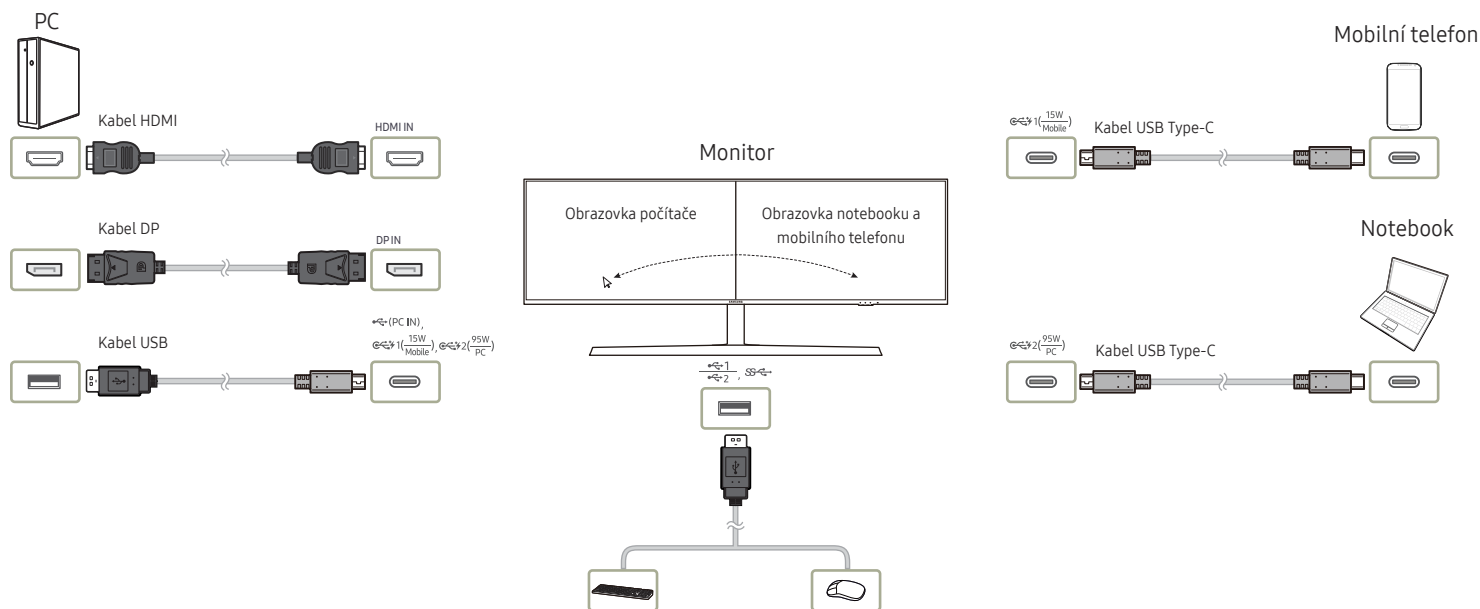 PC
Kabel HDMI
HDMI IN
Kabel DP
DP IN
Kabel USB
(PC IN),
1(15W/Mobile), 2(95W/PC)
Monitor
Obrazovka počítače
Obrazovka notebooku a
mobilního telefonu
SAMSUNG
1
2, SS
Mobilní telefon
1(15W/Mobile)
Kabel USB Type-C
Notebook
2(95W/PC)
Kabel USB Type-C